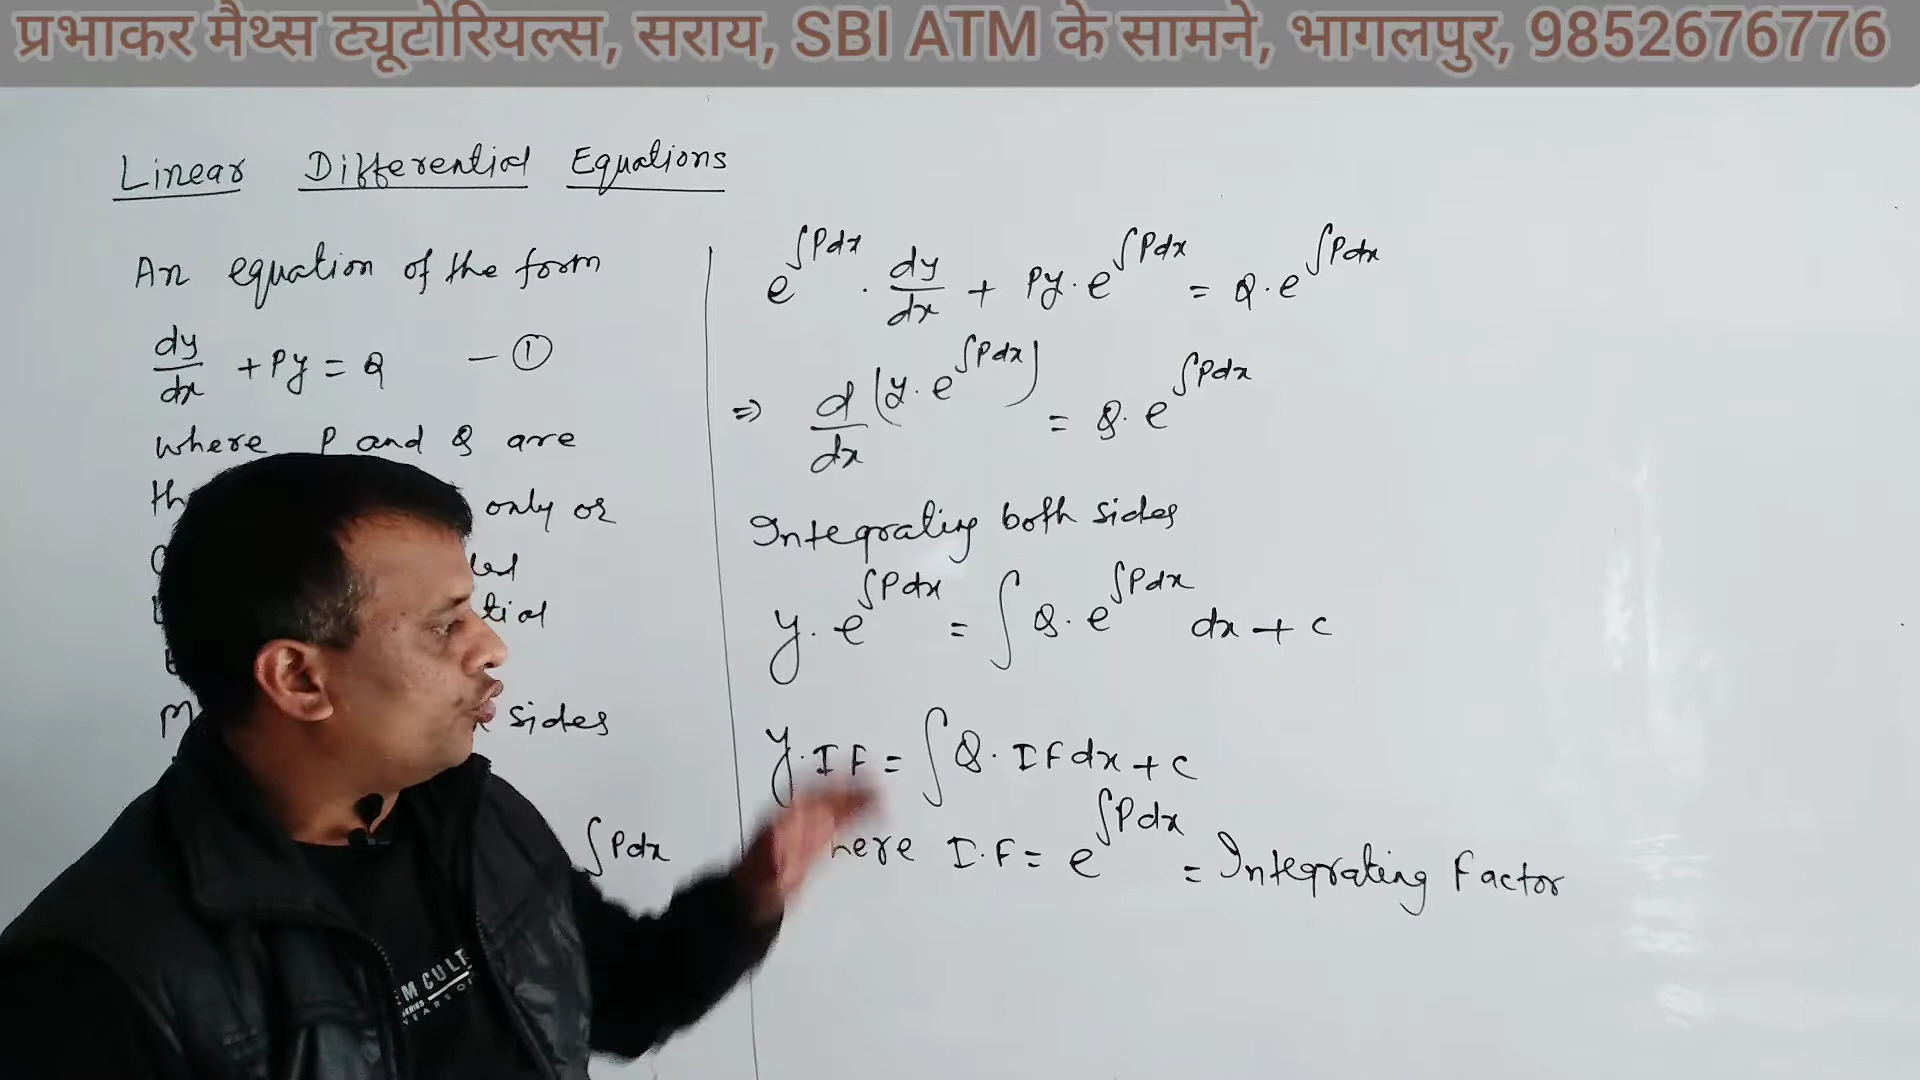 प्रभाकर मैथ्स ट्यूटोरियल्स, सराय, SBI ATM के सामने, भागलपुर, 9852676776
Linear Differential Equations
An equation of the form
dy/dx + Py = Q - ①
where P and Q are
only or
sides
∫Pdx
e^∫Pdx · dy/dx + Py · e^∫Pdx = Q · e^∫Pdx
⇒ d/dx (y · e^∫Pdx) = Q · e^∫Pdx
Integrating both sides
y · e^∫Pdx = ∫ Q · e^∫Pdx dx + c
y · IF = ∫ Q · IF dx + c
I.F = e^∫Pdx = Integrating Factor